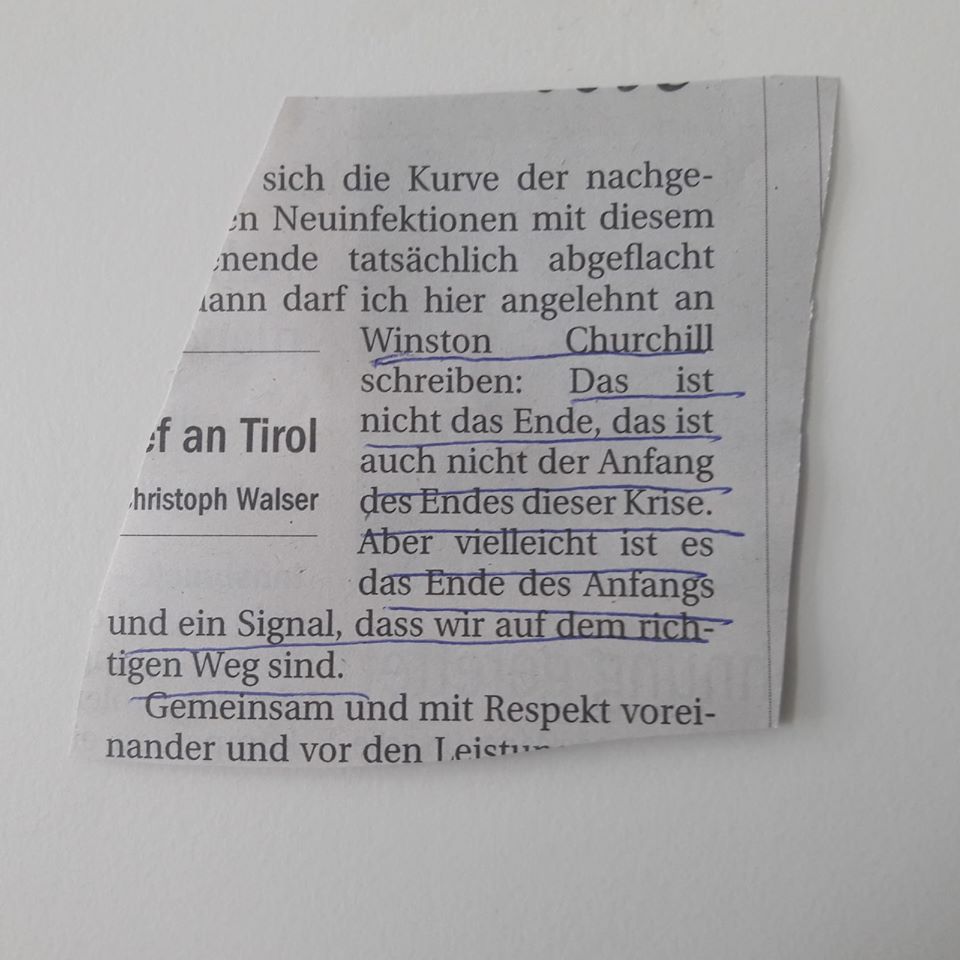 sich die Kurve der nachge-
Neuinfektionen mit diesem
tatsächlich abgeflacht
darf ich hier angelehnt an
Winston Churchill
schreiben: Das ist
nicht das Ende, das ist
auch nicht der Anfang
des Endes dieser Krise.
Aber vielleicht ist es
das Ende des Anfangs
und ein Signal, dass wir auf dem rich-
tigen Weg sind.
Gemeinsam und mit Respekt vorei-
nander und vor den
an Tirol
Walser